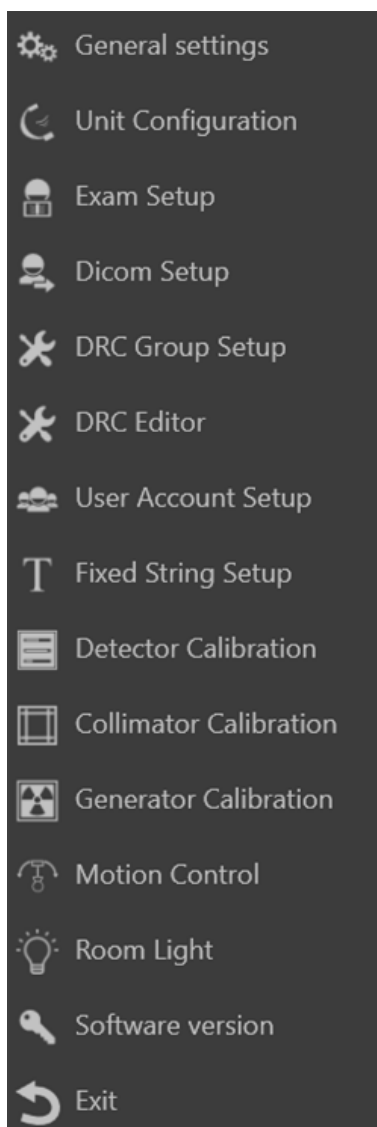 General settings
Unit Configuration
Exam Setup
Dicom Setup
DRC Group Setup
DRC Editor
User Account Setup
Fixed String Setup
Detector Calibration
Collimator Calibration
Generator Calibration
Motion Control
Room Light
Software version
Exit